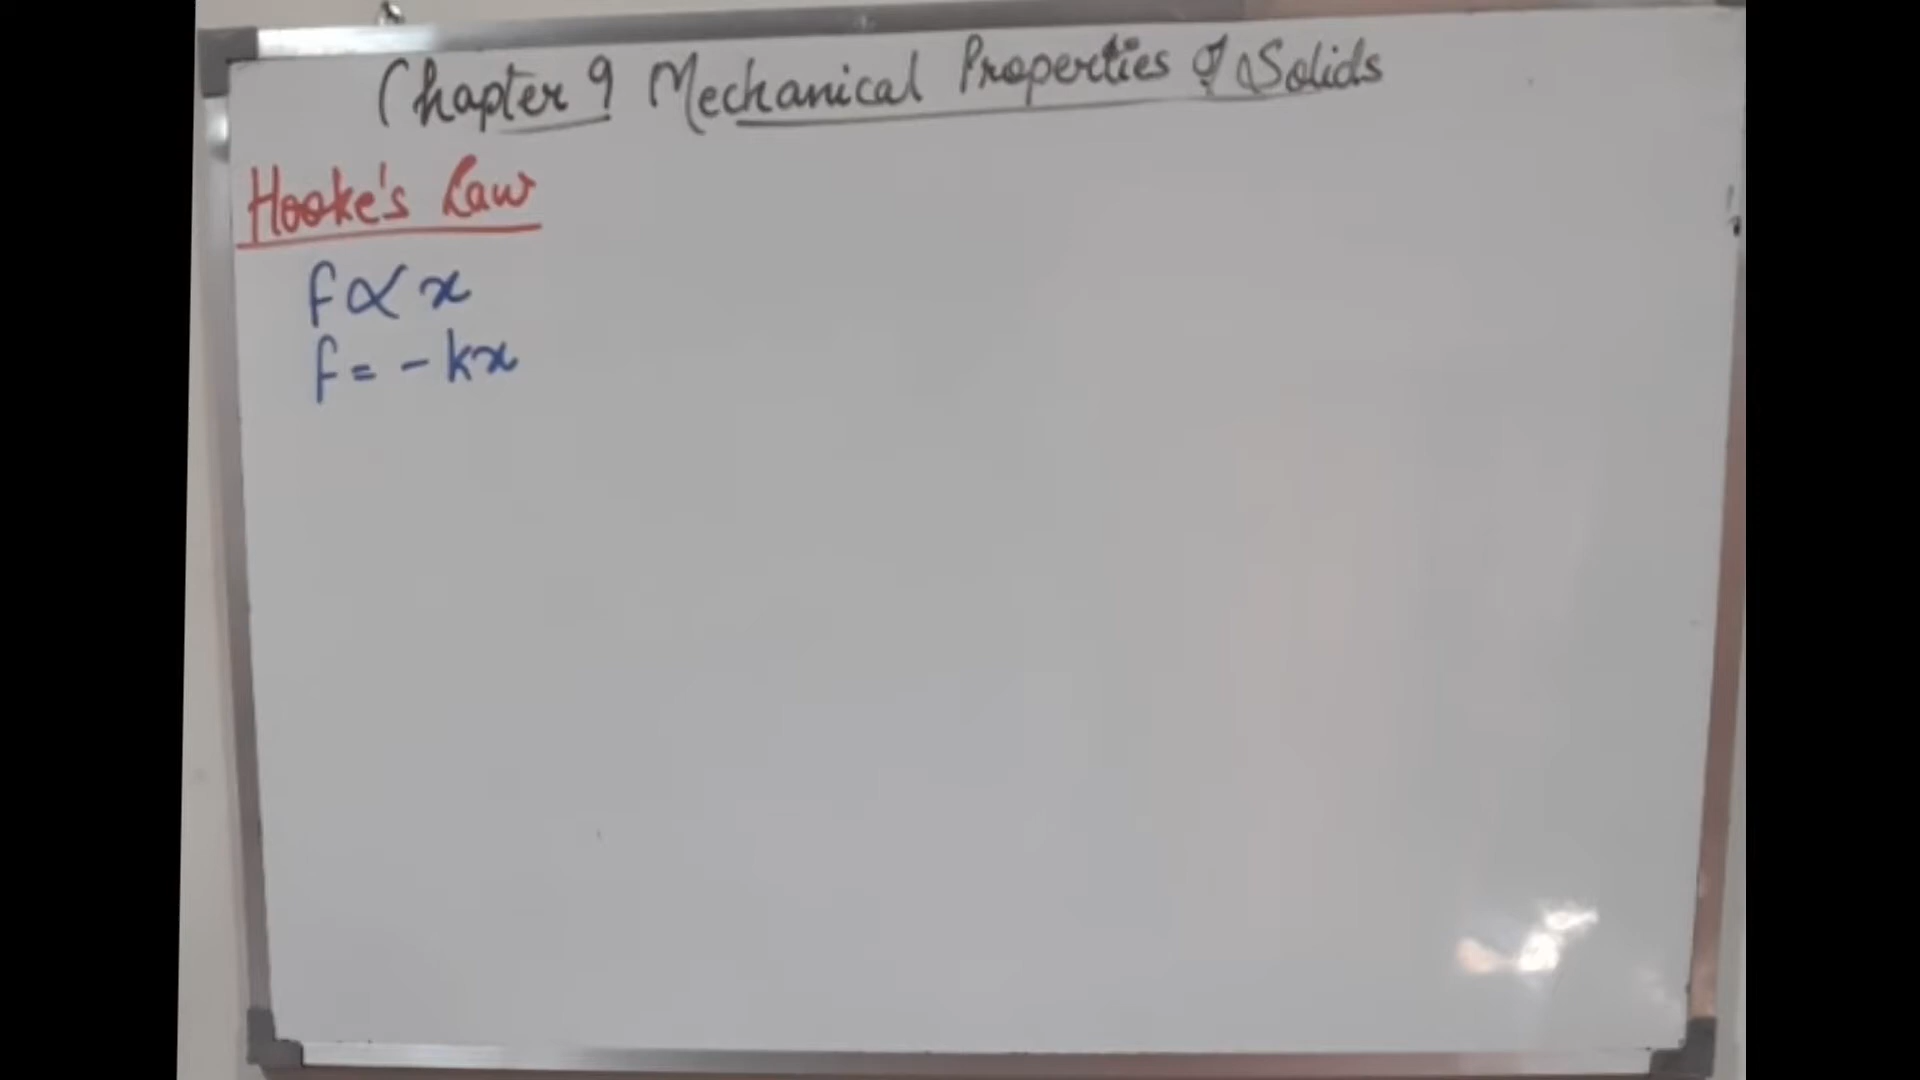 Chapter 9 Mechanical Properties of Solids
Hooke's Law
F ∝ x
F = - kx